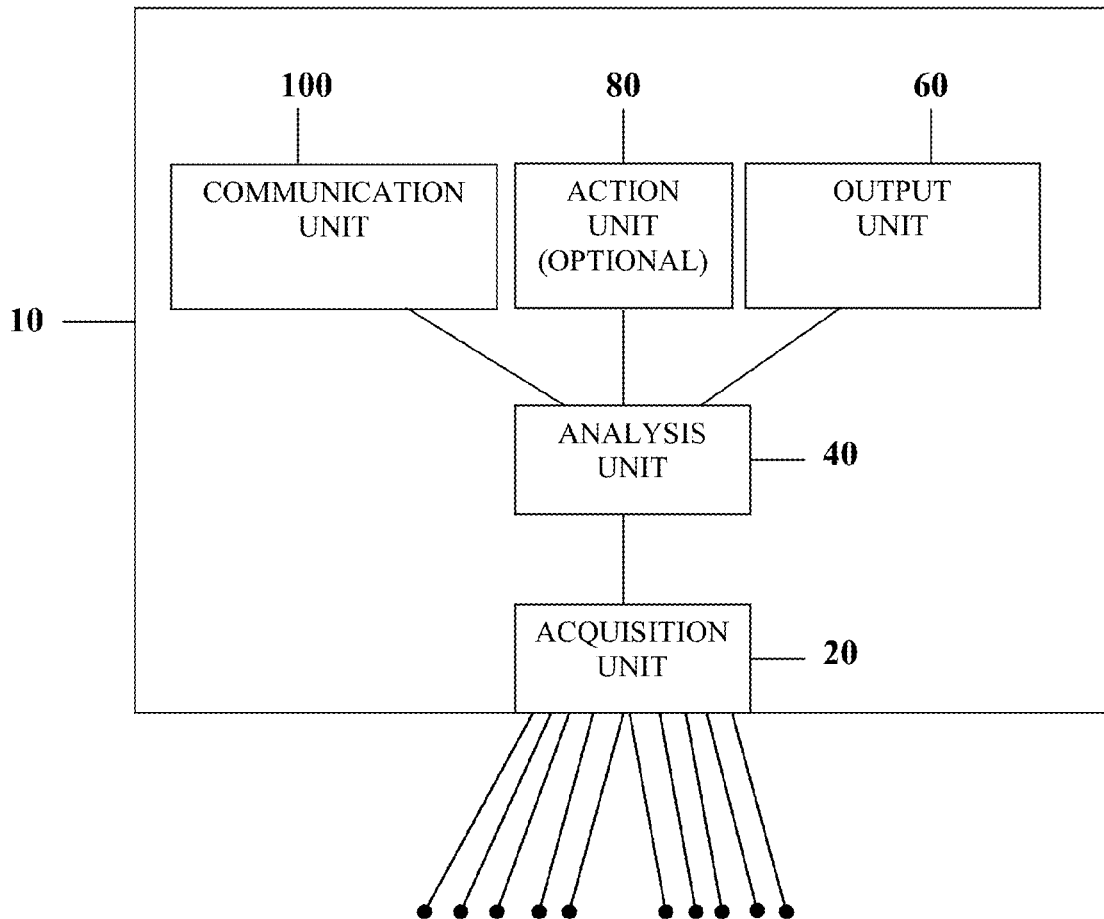 100
80
60
COMMUNICATION
UNIT
ACTION
UNIT
(OPTIONAL)
OUTPUT
UNIT
10
ANALYSIS
UNIT
40
ACQUISITION
UNIT
20